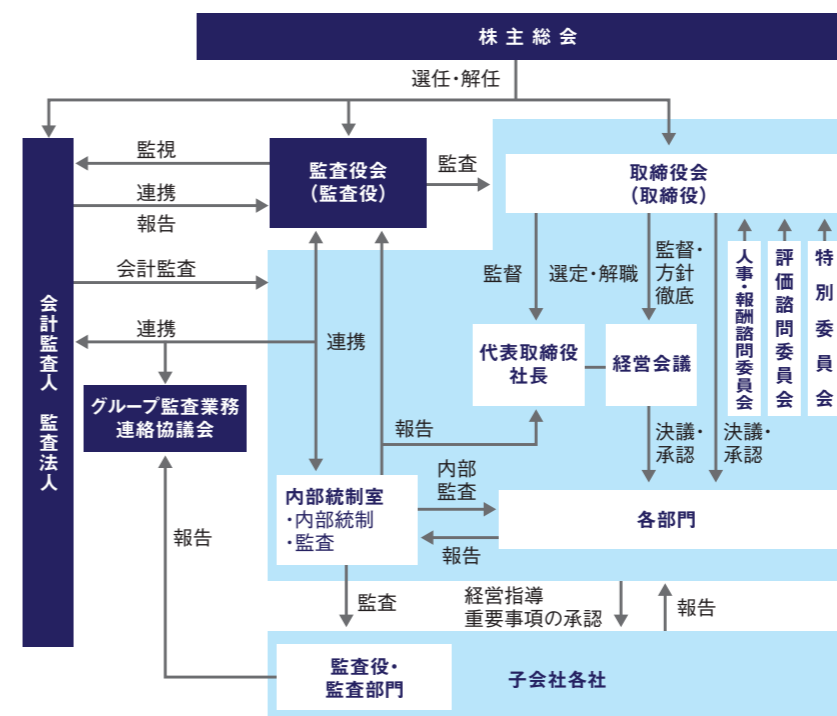 株主総会
選任・解任
監視
監査役会
（監査役）
監査
取締役会
（取締役）
連携
報告
会計監査
監督
選定・解職
監督・
方針
徹底
人事・報酬諮問委員会
評価諮問委員会
特別委員会
会計監査人 監査法人
連携
連携
代表取締役
社長
経営会議
グループ監査業務
連絡協議会
報告
決議・
承認
決議・
承認
内部
監査
内部統制室
・内部統制
・監査
各部門
報告
報告
監査
経営指導
重要事項の承認
報告
監査役・
監査部門
子会社各社